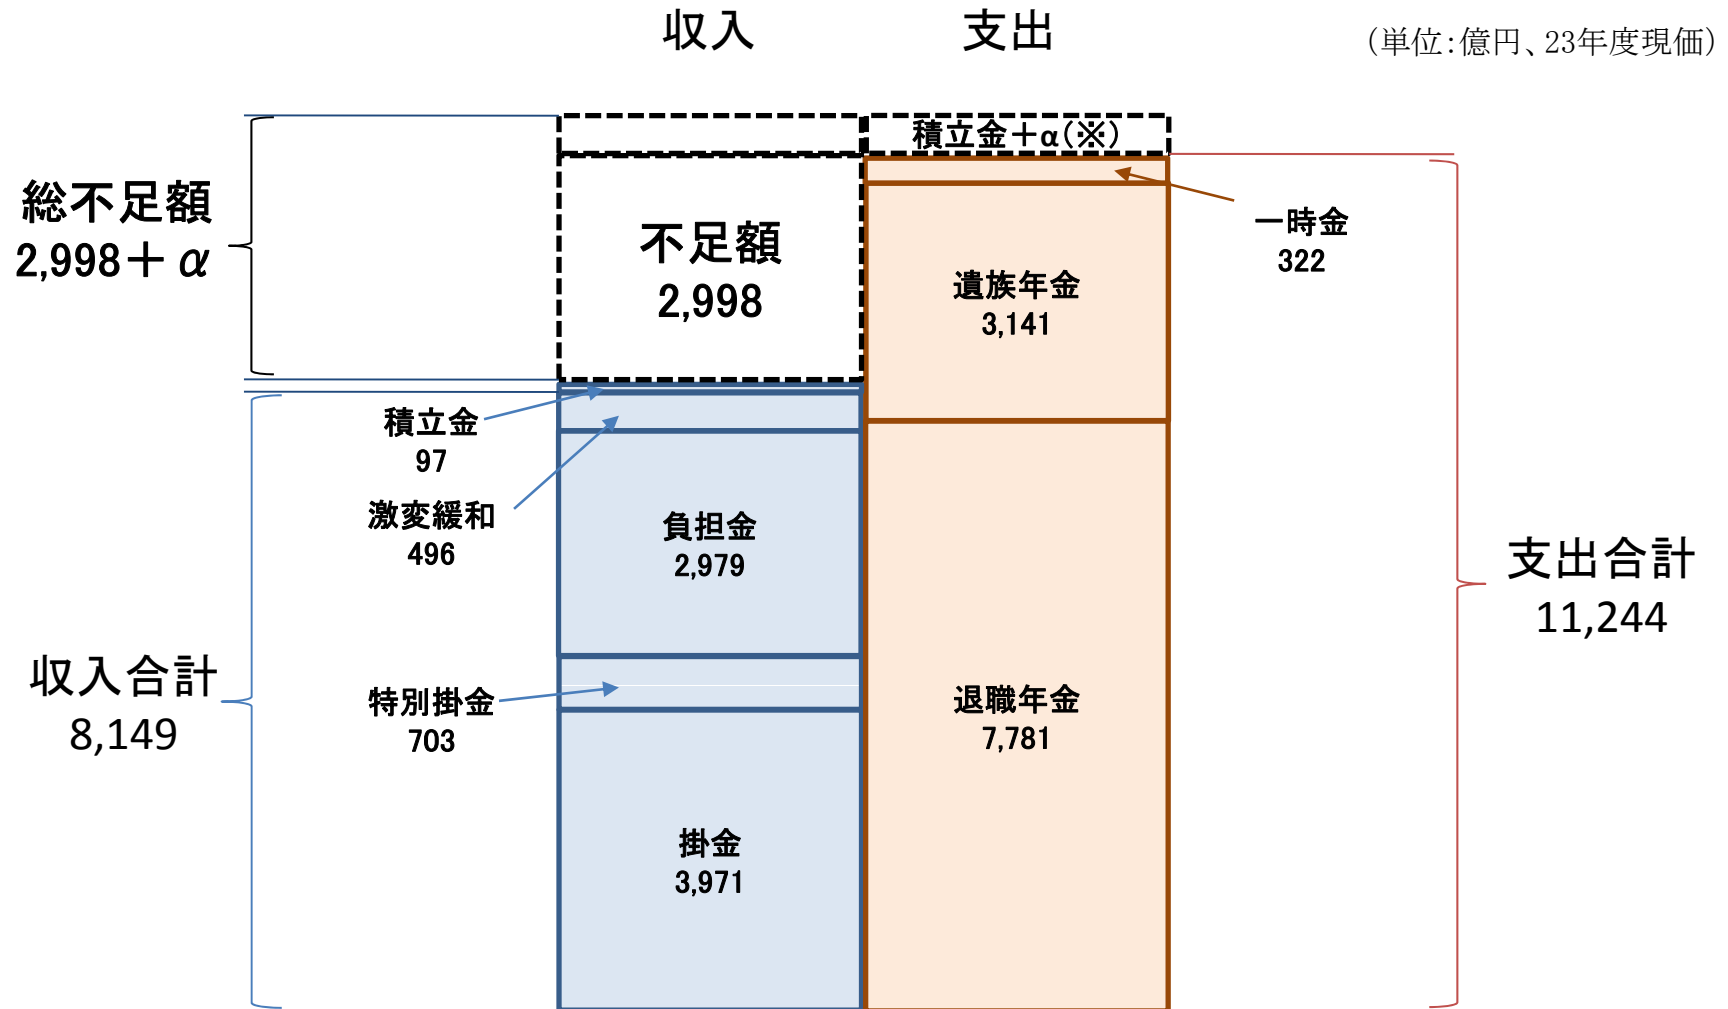 収入
支出
（単位：億円、23年度現価）
積立金＋α（※）
総不足額
2,998＋α
不足額
2,998
一時金
322
遺族年金
3,141
積立金
97
激変緩和
496
負担金
2,979
支出合計
11,244
収入合計
8,149
特別掛金
703
退職年金
7,781
掛金
3,971